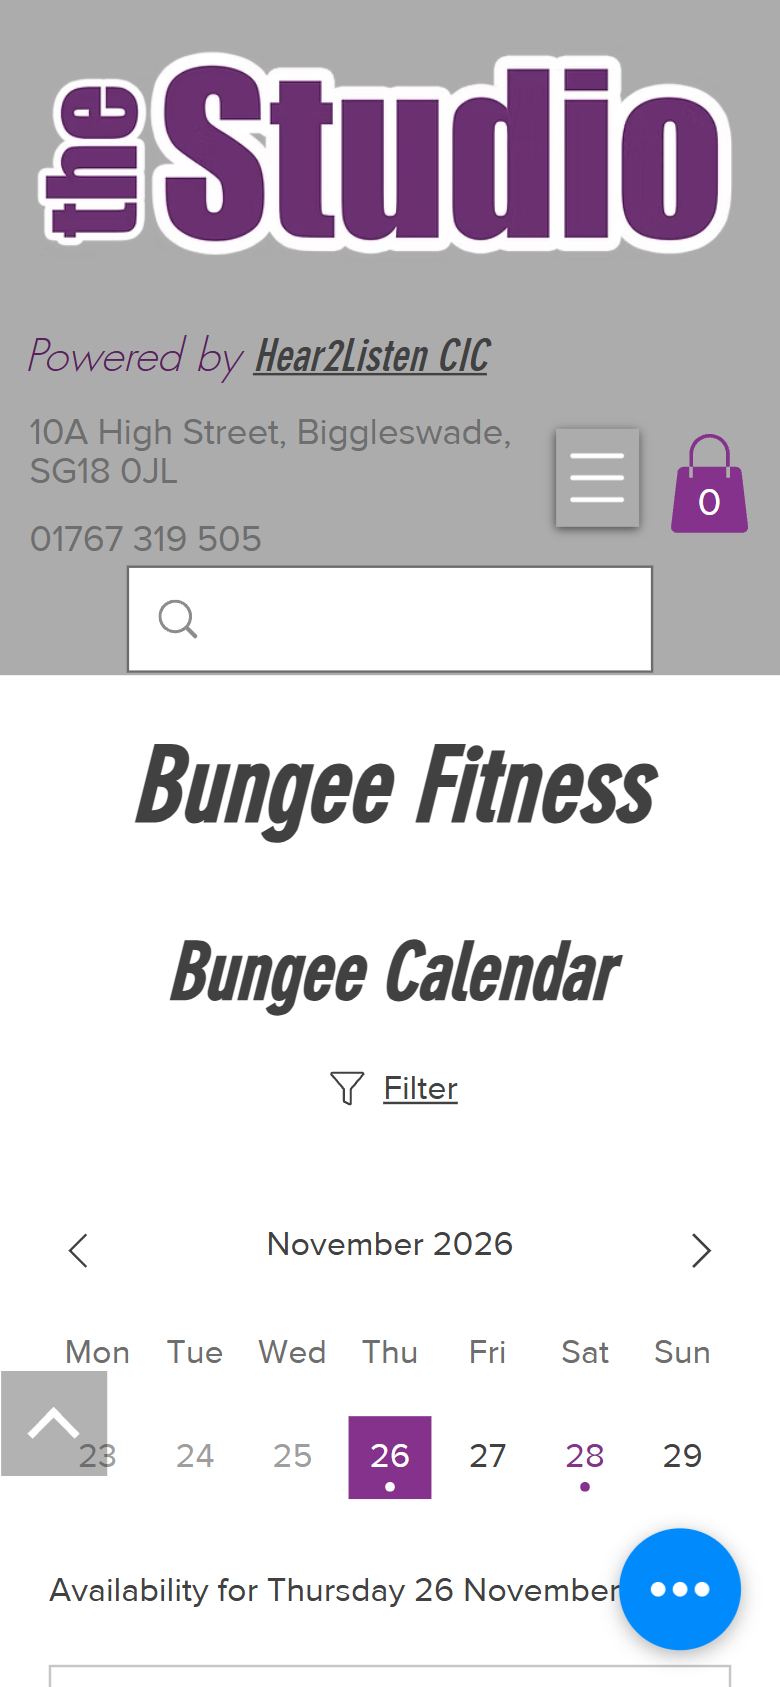 the Studio
Powered by Hear2Listen CIC
10A High Street, Biggleswade,
SG18 0JL
01767 319 505
0
Bungee Fitness
Bungee Calendar
Filter
November 2026
Mon Tue Wed Thu Fri Sat Sun
23 24 25 26 27 28 29
Availability for Thursday 26 November